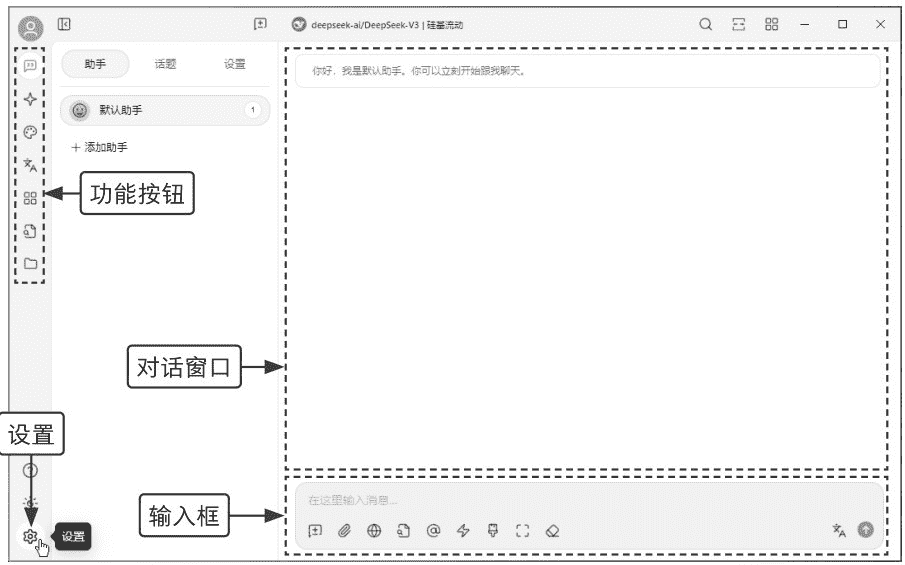 deepseek-ai/DeepSeek-V3 | 硅基流动
助手 话题 设置
你好，我是默认助手。你可以立刻开始跟我聊天。
默认助手 1
+ 添加助手
功能按钮
对话窗口
设置
输入框
在这里输入消息...
设置